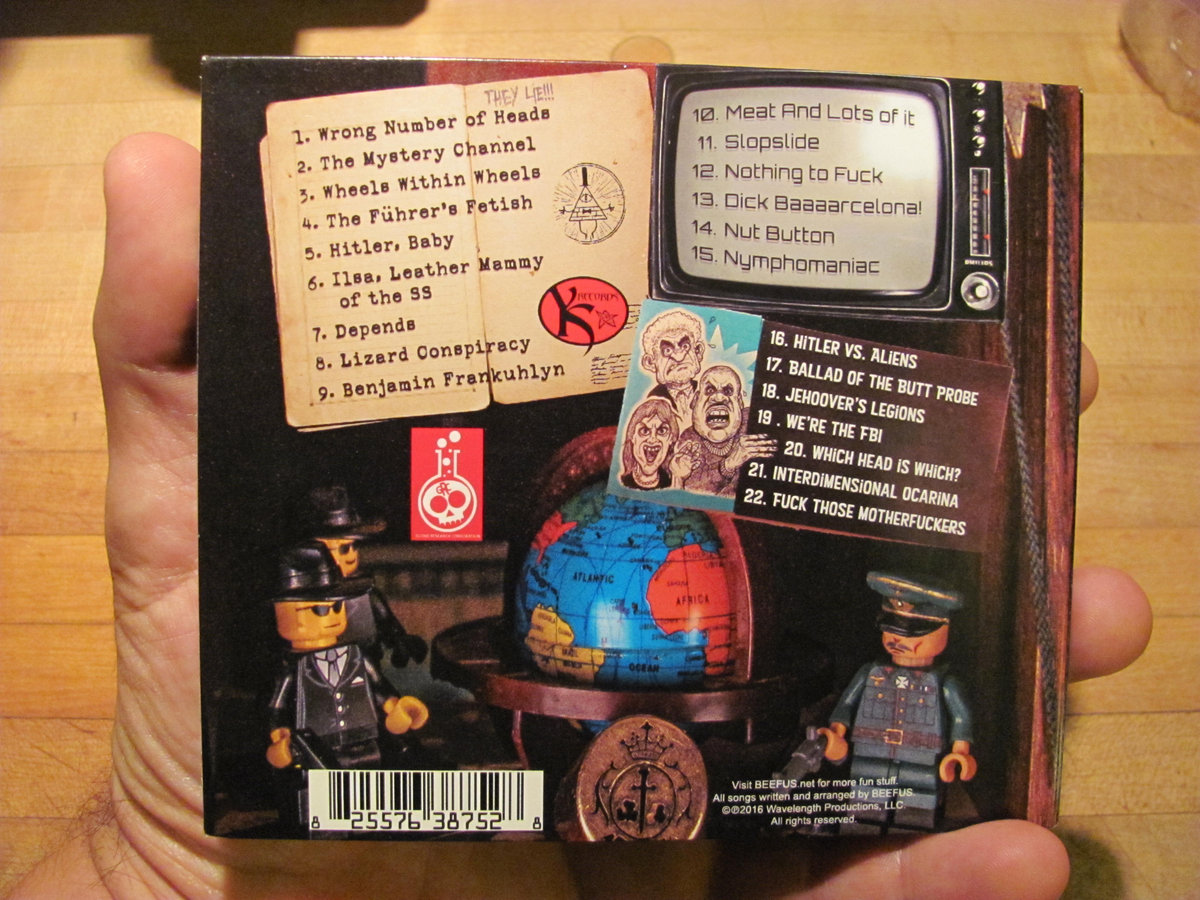 THEY LIE!!!
1. Wrong Number of Heads
2. The Mystery Channel
3. Wheels Within Wheels
4. The Führer's Fetish
5. Hitler, Baby
6. Ilsa, Leather Mammy
of the SS
7. Depends
8. Lizard Conspiracy
9. Benjamin Frankuhlyn
K RECORDS
10. Meat And Lots of it
11. Slopslide
12. Nothing to Fuck
13. Dick Baaaarcelona!
14. Nut Button
15. Nymphomaniac
PHILIPS
16. HiTLER VS. ALiENS
17. BALLAD OF THE BUTT PROBE
18. JEHOOVER'S LEGiONS
19 . WE'RE THE FBI
20. WHiCH HEAD iS WHiCH?
21. INTERDiMENSiONAL OCARiNA
22. FUCK THOSE MOTHERFUCKERS
ATLANTIC
AFRICA
OCEAN
8 25576 38752 8
Visit BEEFUS.net for more fun stuff.
All songs written and arranged by BEEFUS.
©℗2016 Wavelength Productions, LLC.
All rights reserved.